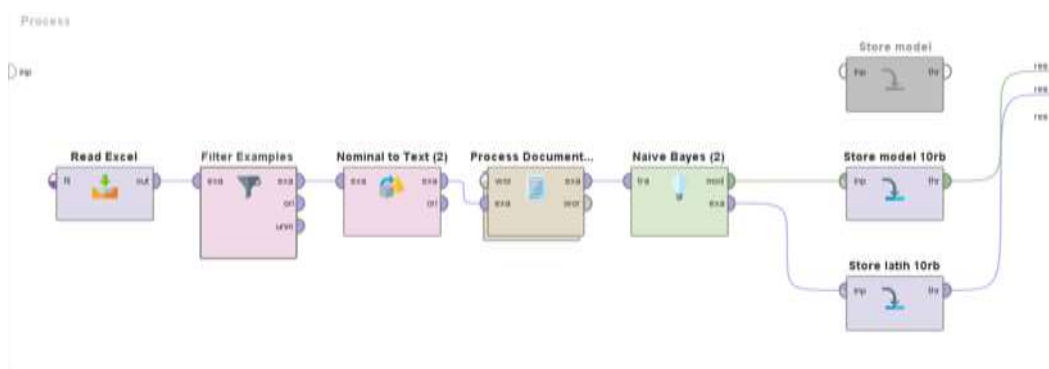 Process
Store model
inp
inp
thr
res
res
res
Read Excel
Filter Examples
Nominal to Text (2)
Process Document...
Naive Bayes (2)
Store model 10rb
fil
out
exa
exa
ori
unm
exa
exa
ori
wor
exa
exa
wor
tra
mod
exa
inp
thr
Store latih 10rb
inp
thr